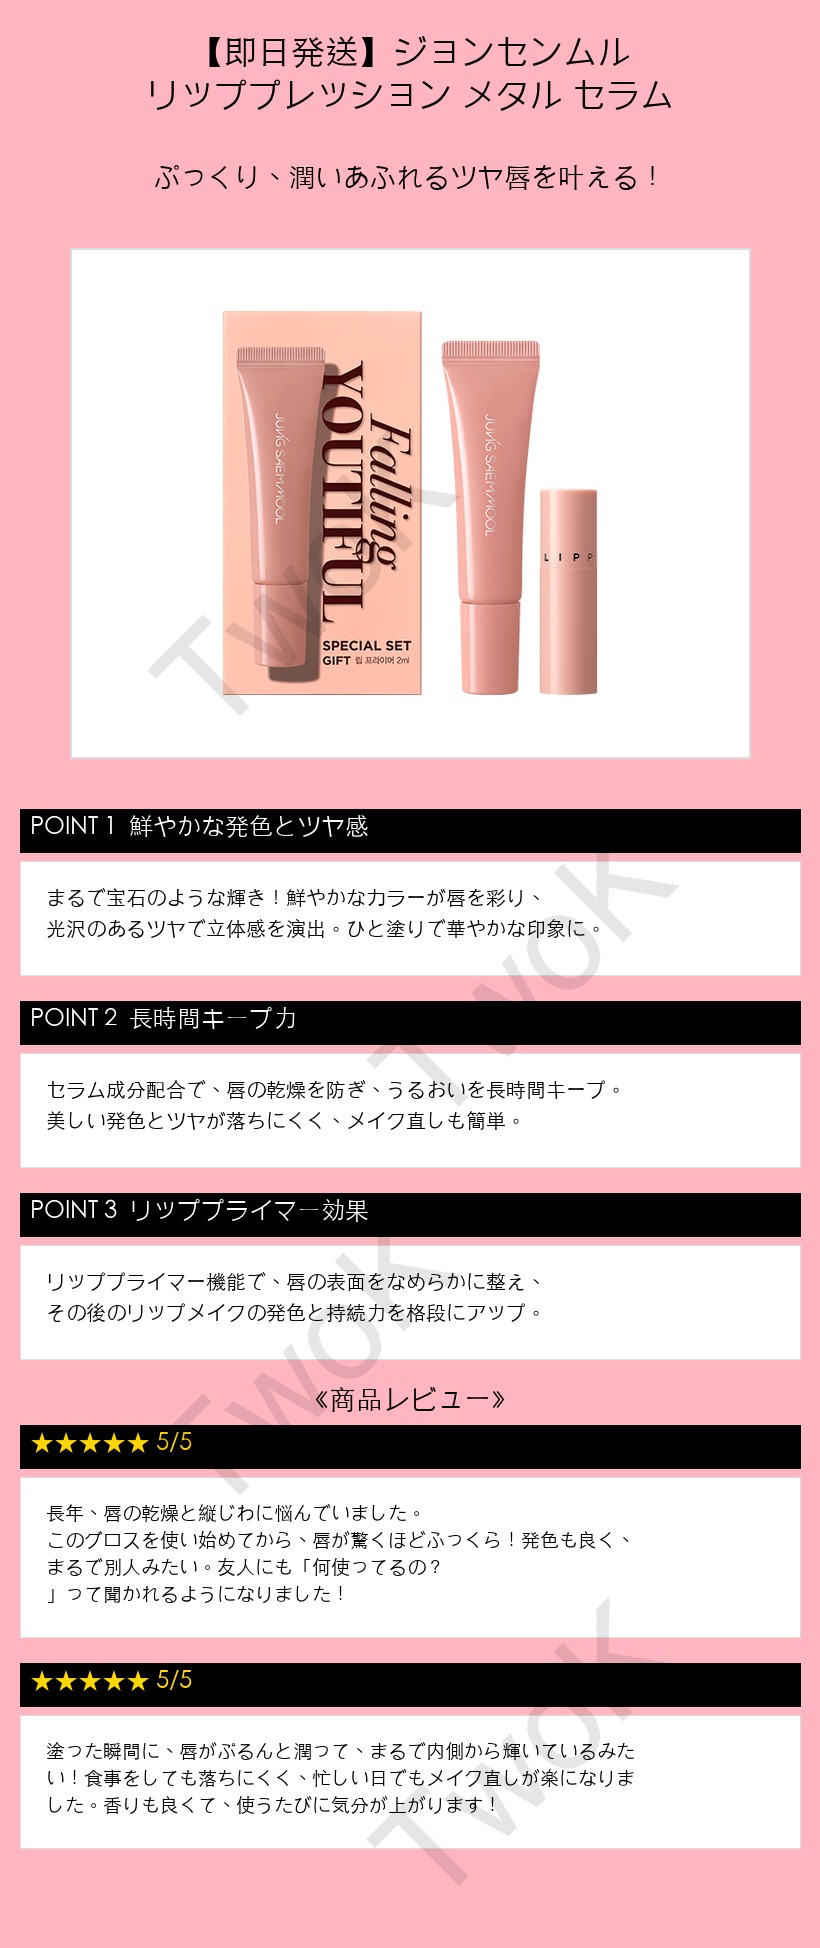 【即日発送】ジョンセンムル
リッププレッション メタル セラム
ぷっくり、潤いあふれるツヤ唇を叶える！
JUNG SAEMMOOL
Falling
YOUTIFUL
SPECIAL SET
GIFT 립 프라이머 2ml
JUNG SAEMMOOL
LIPP
TwoK
POINT 1 鮮やかな発色とツヤ感
まるで宝石のような輝き！鮮やかなカラーが唇を彩り、
光沢のあるツヤで立体感を演出。ひと塗りで華やかな印象に。
TwoK
POINT 2 長時間キープ力
セラム成分配合で、唇の乾燥を防ぎ、うるおいを長時間キープ。
美しい発色とツヤが落ちにくく、メイク直しも簡単。
POINT 3 リッププライマー効果
リッププライマー機能で、唇の表面をなめらかに整え、
その後のリップメイクの発色と持続力を格段にアップ。
TwoK
《商品レビュー》
★★★★★ 5/5
長年、唇の乾燥と縦じわに悩んでいました。
このグロスを使い始めてから、唇が驚くほどふっくら！発色も良く、
まるで別人みたい。友人にも「何使ってるの？
」って聞かれるようになりました！
★★★★★ 5/5
塗った瞬間に、唇がぷるんと潤って、まるで内側から輝いているみた
い！食事をしても落ちにくく、忙しい日でもメイク直しが楽になりま
した。香りも良くて、使うたびに気分が上がります！
TwoK